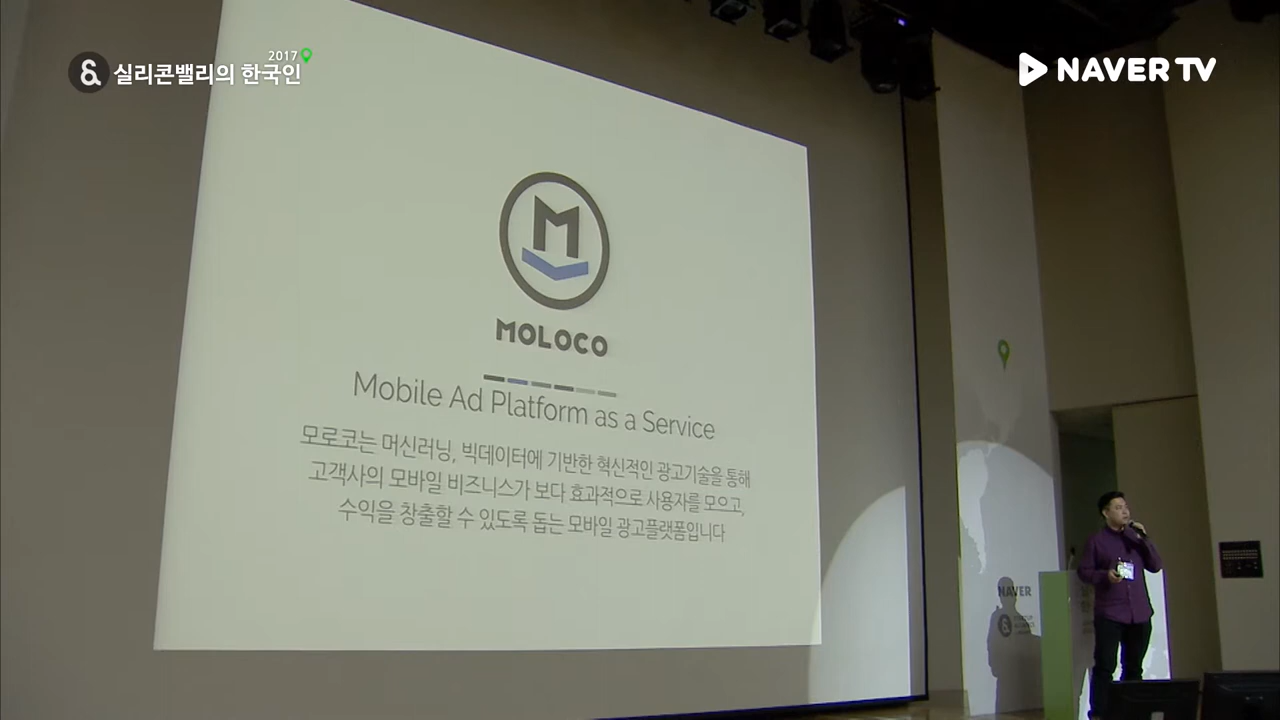 2017
실리콘밸리의 한국인
NAVER TV
M
MOLOCO
Mobile Ad Platform as a Service
모로코는 머신러닝, 빅데이터에 기반한 혁신적인 광고기술을 통해
고객사의 모바일 비즈니스가 보다 효과적으로 사용자를 모으고,
수익을 창출할 수 있도록 돕는 모바일 광고플랫폼입니다
NAVER